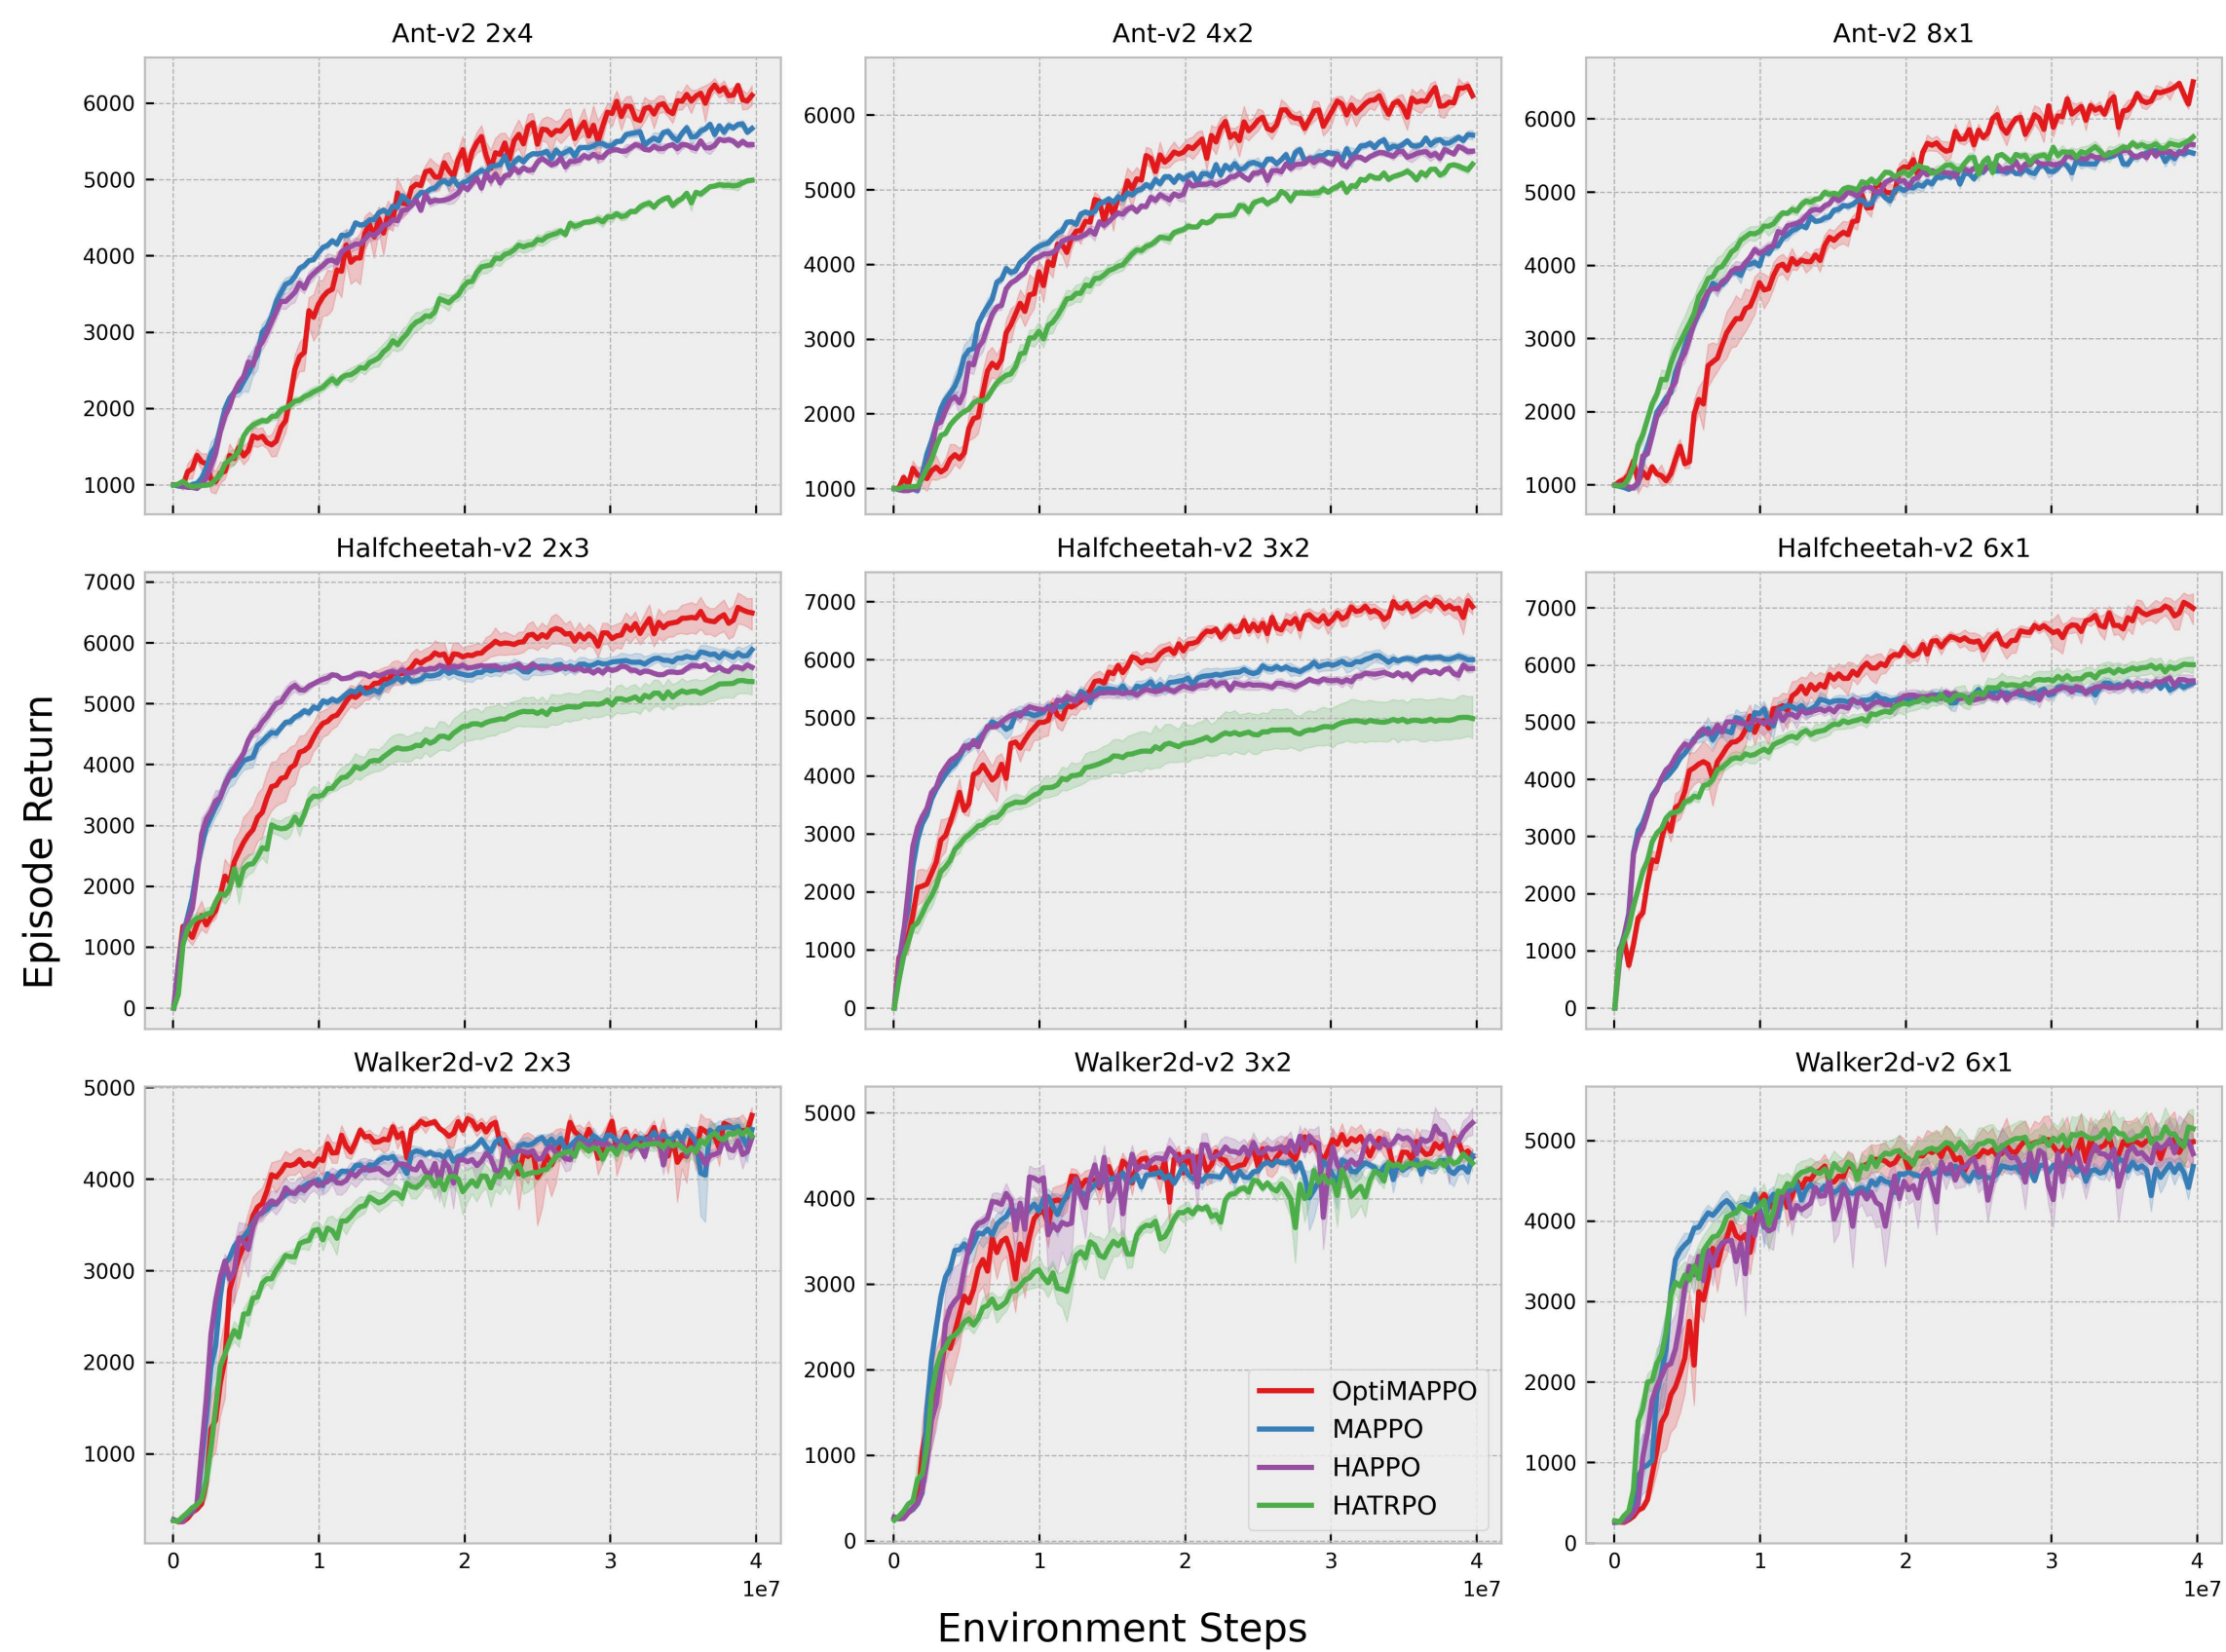 Ant-v2 2x4
6000
5000
4000
3000
2000
1000
Ant-v2 4x2
6000
5000
4000
3000
2000
1000
Ant-v2 8x1
6000
5000
4000
3000
2000
1000
Episode Return
Halfcheetah-v2 2x3
7000
6000
5000
4000
3000
2000
1000
0
Halfcheetah-v2 3x2
7000
6000
5000
4000
3000
2000
1000
0
Halfcheetah-v2 6x1
7000
6000
5000
4000
3000
2000
1000
0
Walker2d-v2 2x3
5000
4000
3000
2000
1000
0 1 2 3 4
1e7
Walker2d-v2 3x2
5000
4000
3000
2000
1000
0
OptiMAPPO
MAPPO
HAPPO
HATRPO
0 1 2 3 4
1e7
Walker2d-v2 6x1
5000
4000
3000
2000
1000
0
0 1 2 3 4
1e7
Environment Steps